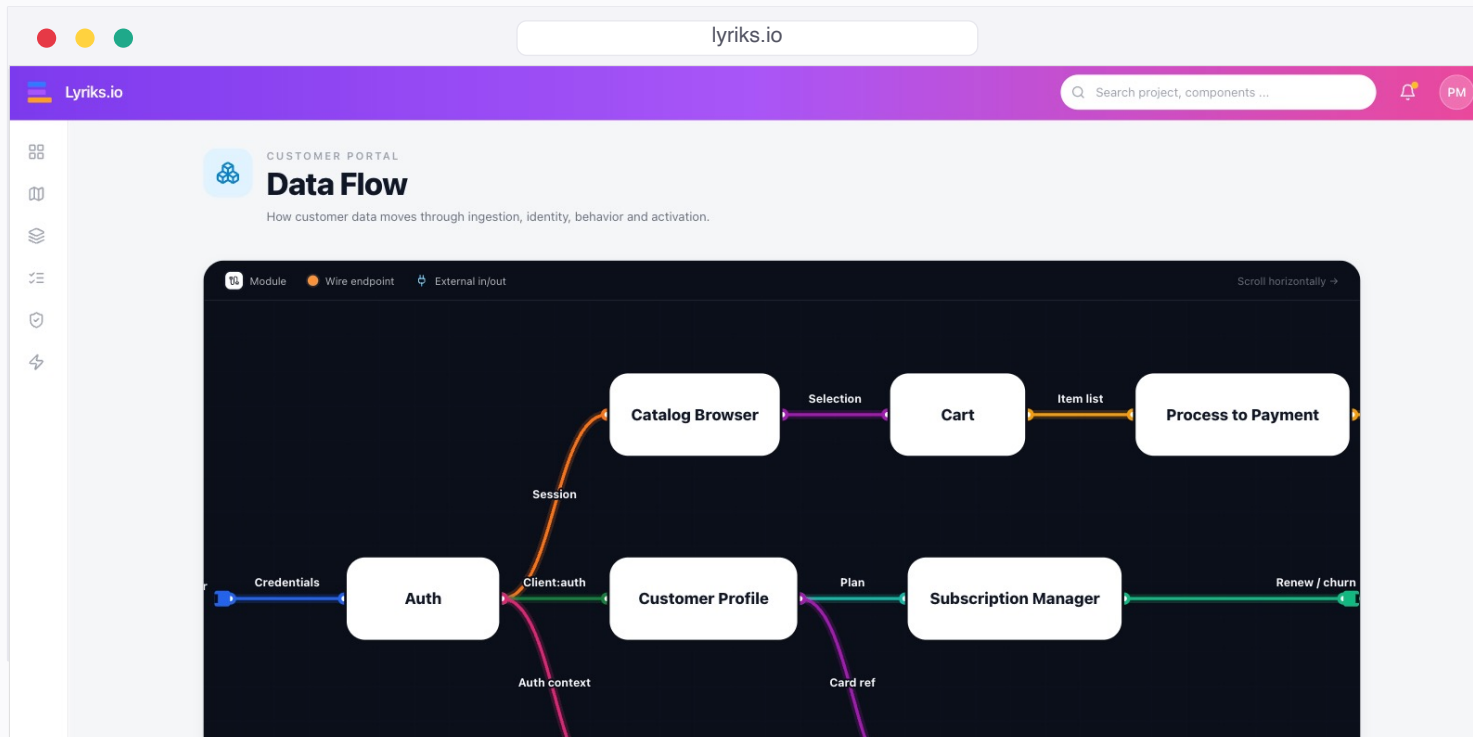 lyriks.io
Lyriks.io
Search project, components ...
PM
CUSTOMER PORTAL
Data Flow
How customer data moves through ingestion, identity, behavior and activation.
Module
Wire endpoint
External in/out
Scroll horizontally →
Catalog Browser
Selection
Cart
Item list
Process to Payment
Session
r
Credentials
Auth
Client:auth
Customer Profile
Plan
Subscription Manager
Renew / churn
Auth context
Card ref